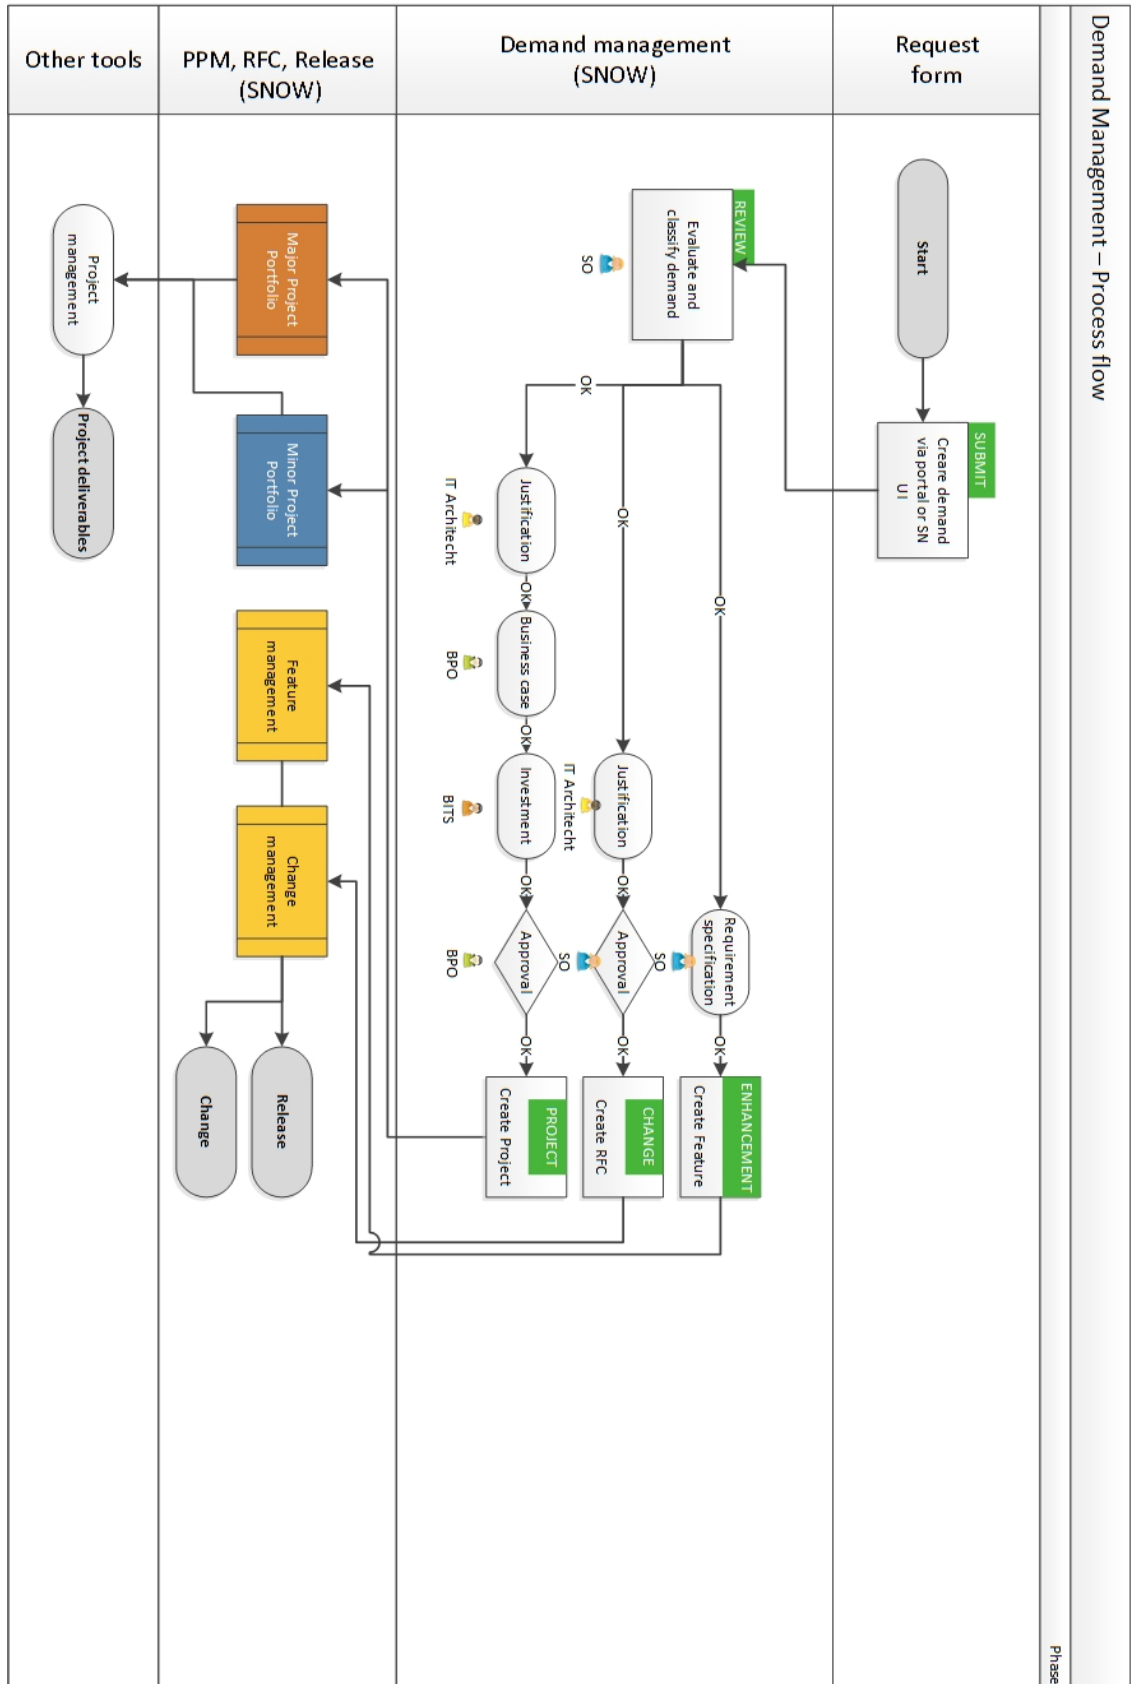 Demand Management – Process flow
Phase
Request
form
Demand management
(SNOW)
PPM, RFC, Release
(SNOW)
Other tools
Start
SUBMIT
Creare demand
via portal or SN
UI
REVIEW
Evaluate and
classify demand
SO
OK
OK
OK
Requirement
specification
SO
OK
ENHANCEMENT
Create Feature
Justification
IT Architecht
OK
Approval
SO
OK
CHANGE
Create RFC
Justification
IT Architecht
OK
Business case
BPO
OK
Investment
BITS
OK
Approval
BPO
OK
PROJECT
Create Project
Major Project
Portfolio
Minor Project
Portfolio
Feature
management
Change
management
Release
Change
Project
management
Project deliverables